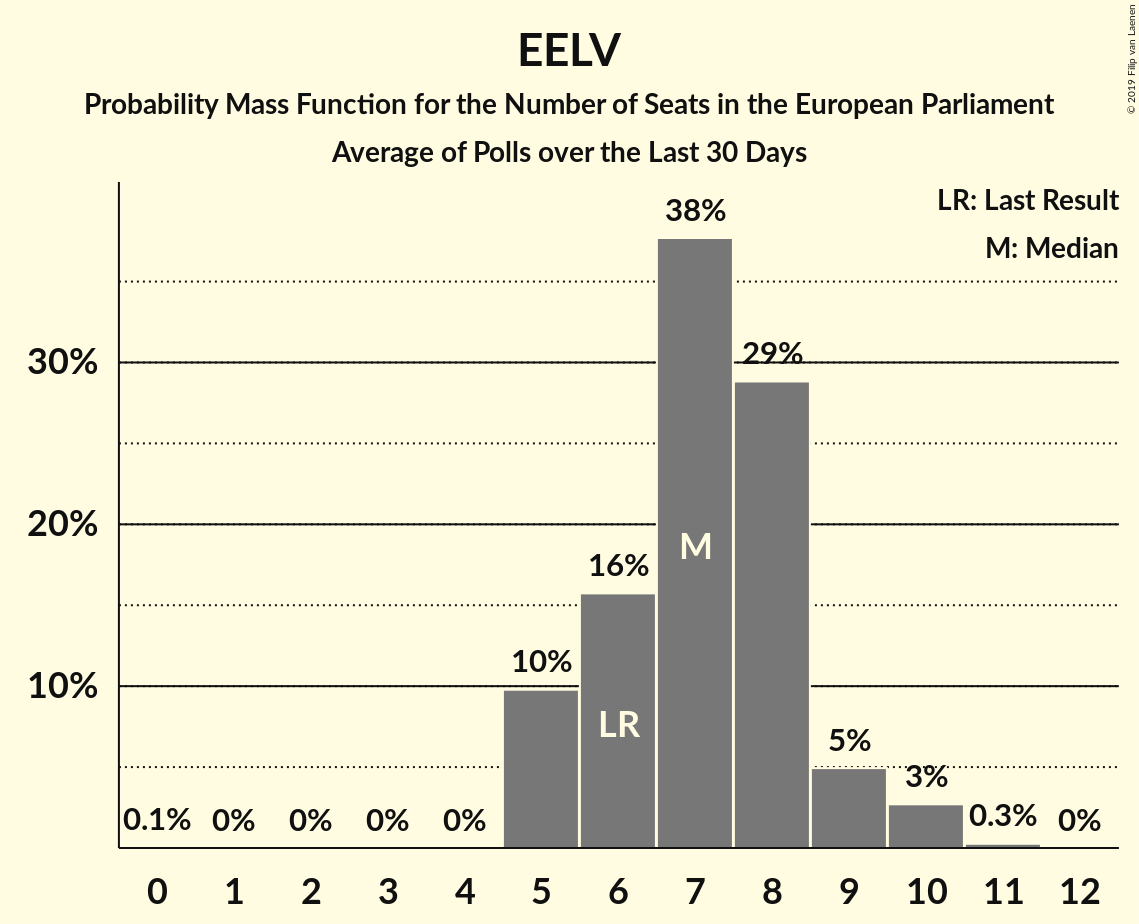 EELV
Probability Mass Function for the Number of Seats in the European Parliament
Average of Polls over the Last 30 Days
© 2019 Filip van Laenen
LR: Last Result
M: Median
38%
30%
29%
20%
M
16%
10%
10%
LR
5%
3%
0.1% 0% 0% 0% 0% 0.3% 0%
0 1 2 3 4 5 6 7 8 9 10 11 12